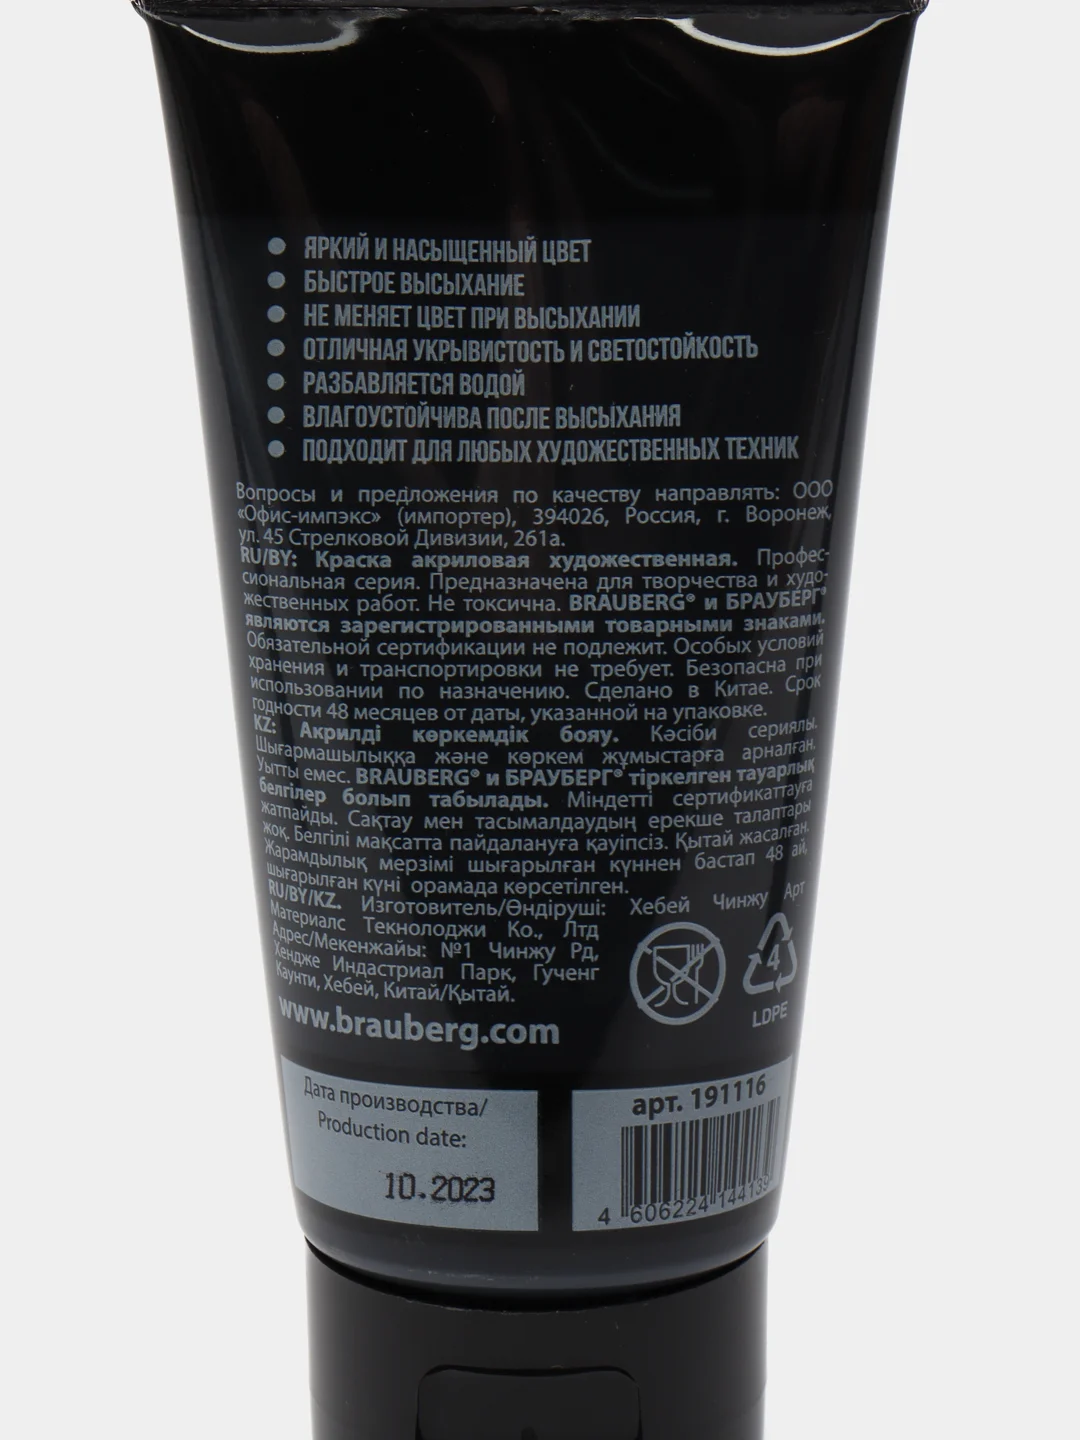 ЯРКИЙ И НАСЫЩЕННЫЙ ЦВЕТ
БЫСТРОЕ ВЫСЫХАНИЕ
НЕ МЕНЯЕТ ЦВЕТ ПРИ ВЫСЫХАНИИ
ОТЛИЧНАЯ УКРЫВИСТОСТЬ И СВЕТОСТОЙКОСТЬ
РАЗБАВЛЯЕТСЯ ВОДОЙ
ВЛАГОУСТОЙЧИВА ПОСЛЕ ВЫСЫХАНИЯ
ПОДХОДИТ ДЛЯ ЛЮБЫХ ХУДОЖЕСТВЕННЫХ ТЕХНИК
Вопросы и предложения по качеству направлять: ООО
«Офис-импэкс» (импортер), 394026, Россия, г. Воронеж,
ул. 45 Стрелковой Дивизии, 261а.
RU/BY: Краска акриловая художественная. Профес-
сиональная серия. Предназначена для творчества и худо-
жественных работ. Не токсична. BRAUBERG® и БРАУБЕРГ®
являются зарегистрированными товарными знаками.
Обязательной сертификации не подлежит. Особых условий
хранения и транспортировки не требует. Безопасна при
использовании по назначению. Сделано в Китае. Срок
годности 48 месяцев от даты, указанной на упаковке.
KZ: Акрилді көркемдік бояу. Кәсіби сериялы.
Шығармашылыққа және көркем жұмыстарға арналған.
Уытты емес. BRAUBERG® и БРАУБЕРГ® тіркелген тауарлық
белгілер болып табылады. Міндетті сертификаттауға
жатпайды. Сақтау мен тасымалдаудың ерекше талаптары
жоқ. Белгілі мақсатта пайдалануға қауіпсіз. Қытай жасалған.
Жарамдылық мерзімі шығарылған күннен бастап 48 ай,
шығарылған күні орамада көрсетілген.
RU/BY/KZ. Изготовитель/Өндіруші: Хебей Чинжу Арт
Материалс Текнолоджи Ко., Лтд
Адрес/Мекенжайы: №1 Чинжу Рд,
Хендже Индастриал Парк, Гученг
Каунти, Хебей, Китай/Қытай.
4
LDPE
www.brauberg.com
Дата производства/
Production date:
10.2023
арт. 191116
4 606224 144139